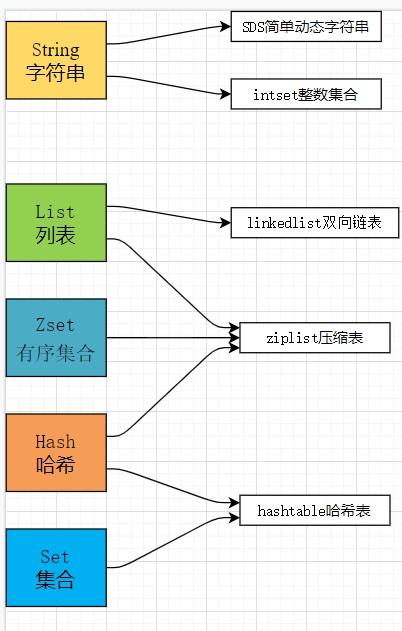 String
字符串
SDS简单动态字符串
intset整数集合
List
列表
linkedlist双向链表
Zset
有序集合
ziplist压缩表
Hash
哈希
hashtable哈希表
Set
集合